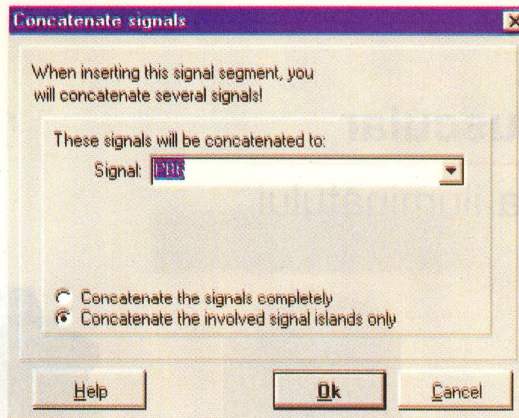 Concatenate signals
When inserting this signal segment, you
will concatenate several signals!
These signals will be concatenated to:
Signal:
Concatenate the signals completely
Concatenate the involved signal islands only
Help
Ok
Cancel